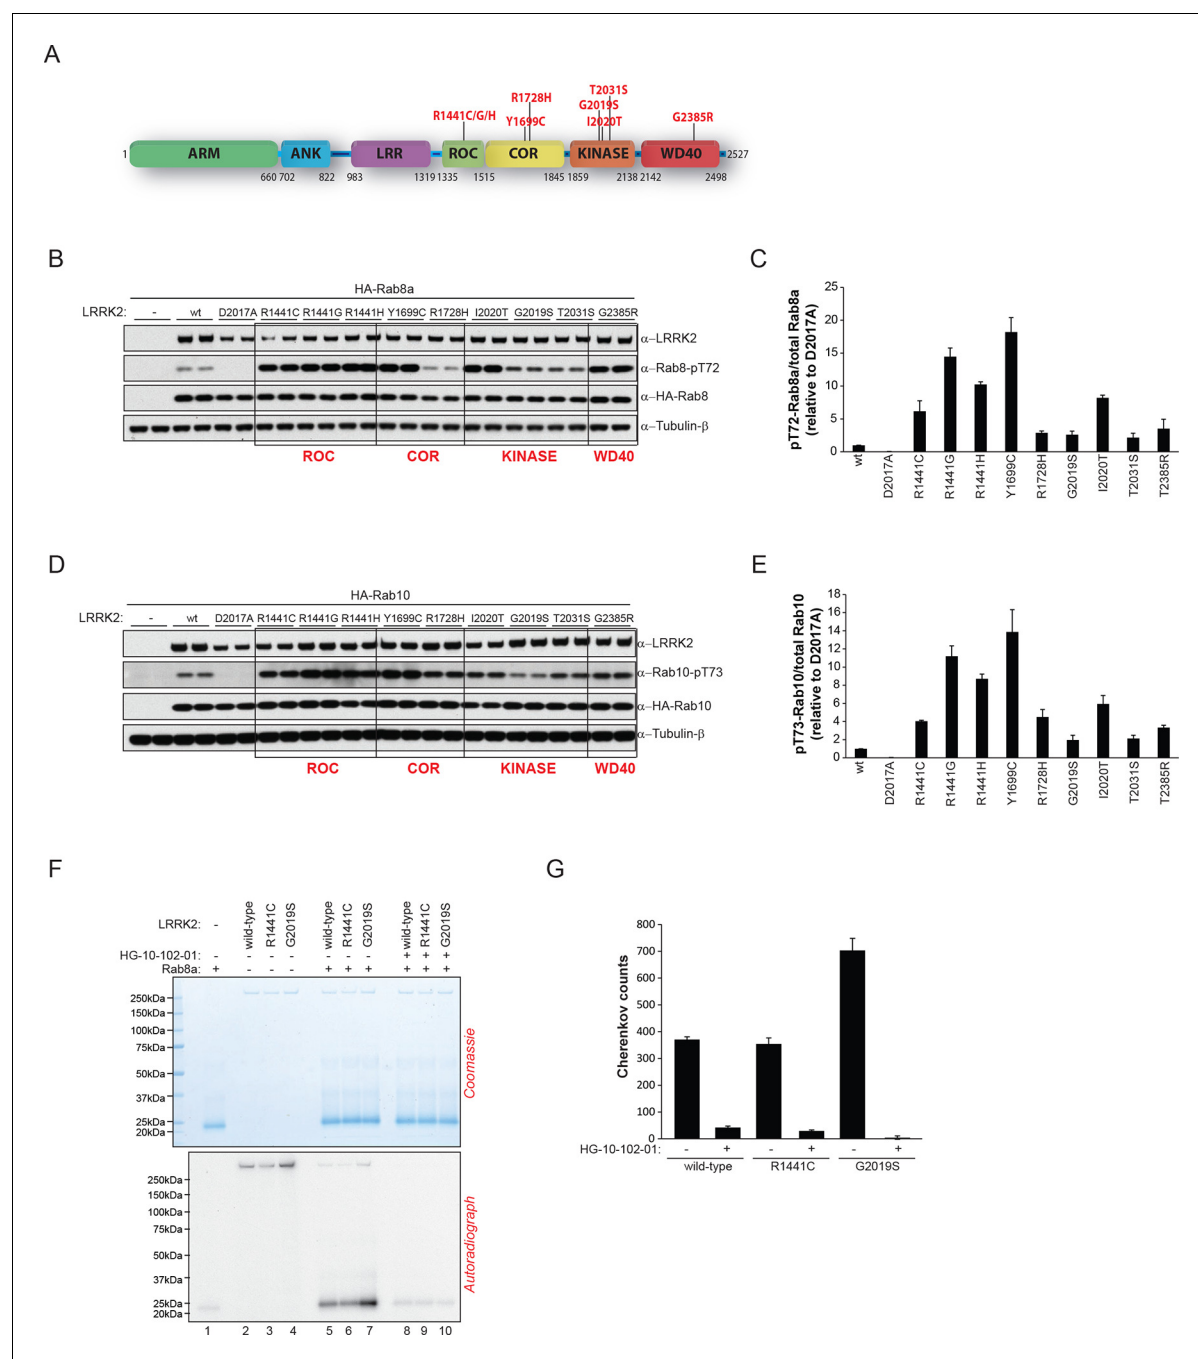 A
T2031S
R1728H
G2019S
R1441C/G/H
Y1699C
I2020T
G2385R
1
ARM
ANK
LRR
ROC
COR
KINASE
WD40
2527
660 702 822 983 1319 1335 1515 1845 1859 2138 2142 2498
B
HA-Rab8a
LRRK2: - wt D2017A R1441C R1441G R1441H Y1699C R1728H I2020T G2019S T2031S G2385R
α-LRRK2
α-Rab8-pT72
α-HA-Rab8
α-Tubulin-β
ROC COR KINASE WD40
C
pT72-Rab8a/total Rab8a
(relative to D2017A)
25
20
15
10
5
0
wt D2017A R1441C R1441G R1441H Y1699C R1728H G2019S I2020T T2031S T2385R
D
HA-Rab10
LRRK2: - wt D2017A R1441C R1441G R1441H Y1699C R1728H I2020T G2019S T2031S G2385R
α-LRRK2
α-Rab10-pT73
α-HA-Rab10
α-Tubulin-β
ROC COR KINASE WD40
E
pT73-Rab10/total Rab10
(relative to D2017A)
18
16
14
12
10
8
6
4
2
0
wt D2017A R1441C R1441G R1441H Y1699C R1728H G2019S I2020T T2031S T2385R
F
LRRK2: - wild-type R1441C G2019S wild-type R1441C G2019S wild-type R1441C G2019S
HG-10-102-01: - - - - - - - + + +
Rab8a: + - - - + + + + + +
250kDa
150kDa
100kDa
75kDa
50kDa
37kDa
25kDa
20kDa
Coomassie
250kDa
150kDa
100kDa
75kDa
50kDa
37kDa
25kDa
20kDa
Autoradiograph
1 2 3 4 5 6 7 8 9 10
G
Cherenkov counts
800
700
600
500
400
300
200
100
0
HG-10-102-01: - + - + - +
wild-type R1441C G2019S